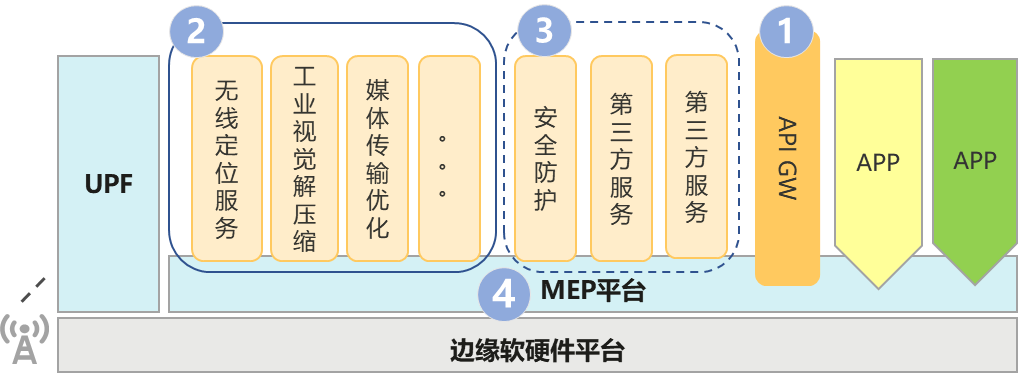 UPF
2
无线定位服务
工业视觉解压缩
媒体传输优化
。。。
3
安全防护
第三方服务
第三方服务
1
API GW
APP
APP
4
MEP平台
边缘软硬件平台
A